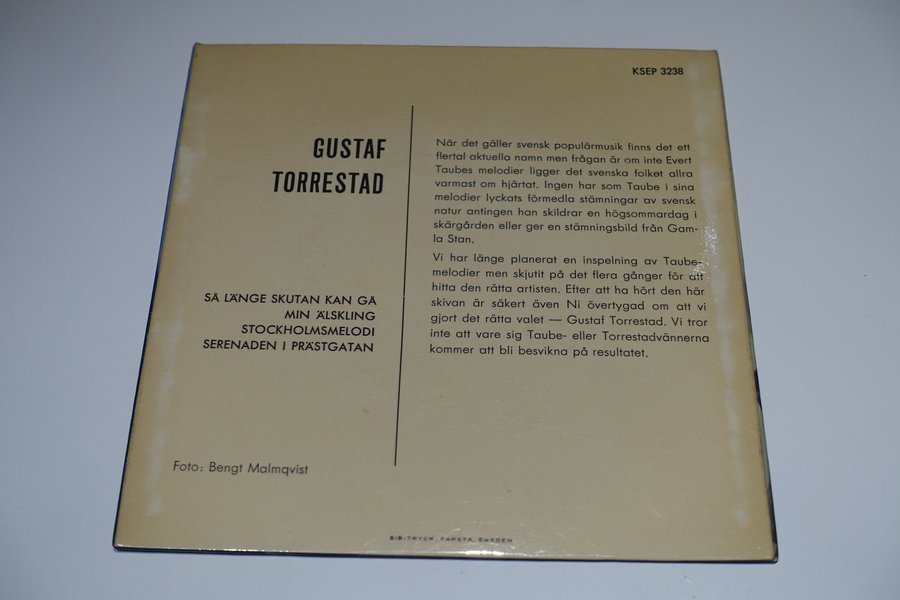 KSEP 3238
GUSTAF
TORRESTAD
SÅ LÄNGE SKUTAN KAN GÅ
MIN ÄLSKLING
STOCKHOLMSMELODI
SERENADEN I PRÄSTGATAN
Foto: Bengt Malmqvist
När det gäller svensk populärmusik finns det ett
flertal aktuella namn men frågan är om inte Evert
Taubes melodier ligger det svenska folket allra
varmast om hjärtat. Ingen har som Taube i sina
melodier lyckats förmedla stämningar av svensk
natur antingen han skildrar en högsommardag i
skärgården eller ger en stämningsbild från Gam-
la Stan.
Vi har länge planerat en inspelning av Taube-
melodier men skjutit på det flera gånger för att
hitta den rätta artisten. Efter att ha hört den här
skivan är säkert även Ni övertygad om att vi
gjort det rätta valet — Gustaf Torrestad. Vi tror
inte att vare sig Taube- eller Torrestadvännerna
kommer att bli besvikna på resultatet.
SIB-TRYCK, FARSTA, SWEDEN